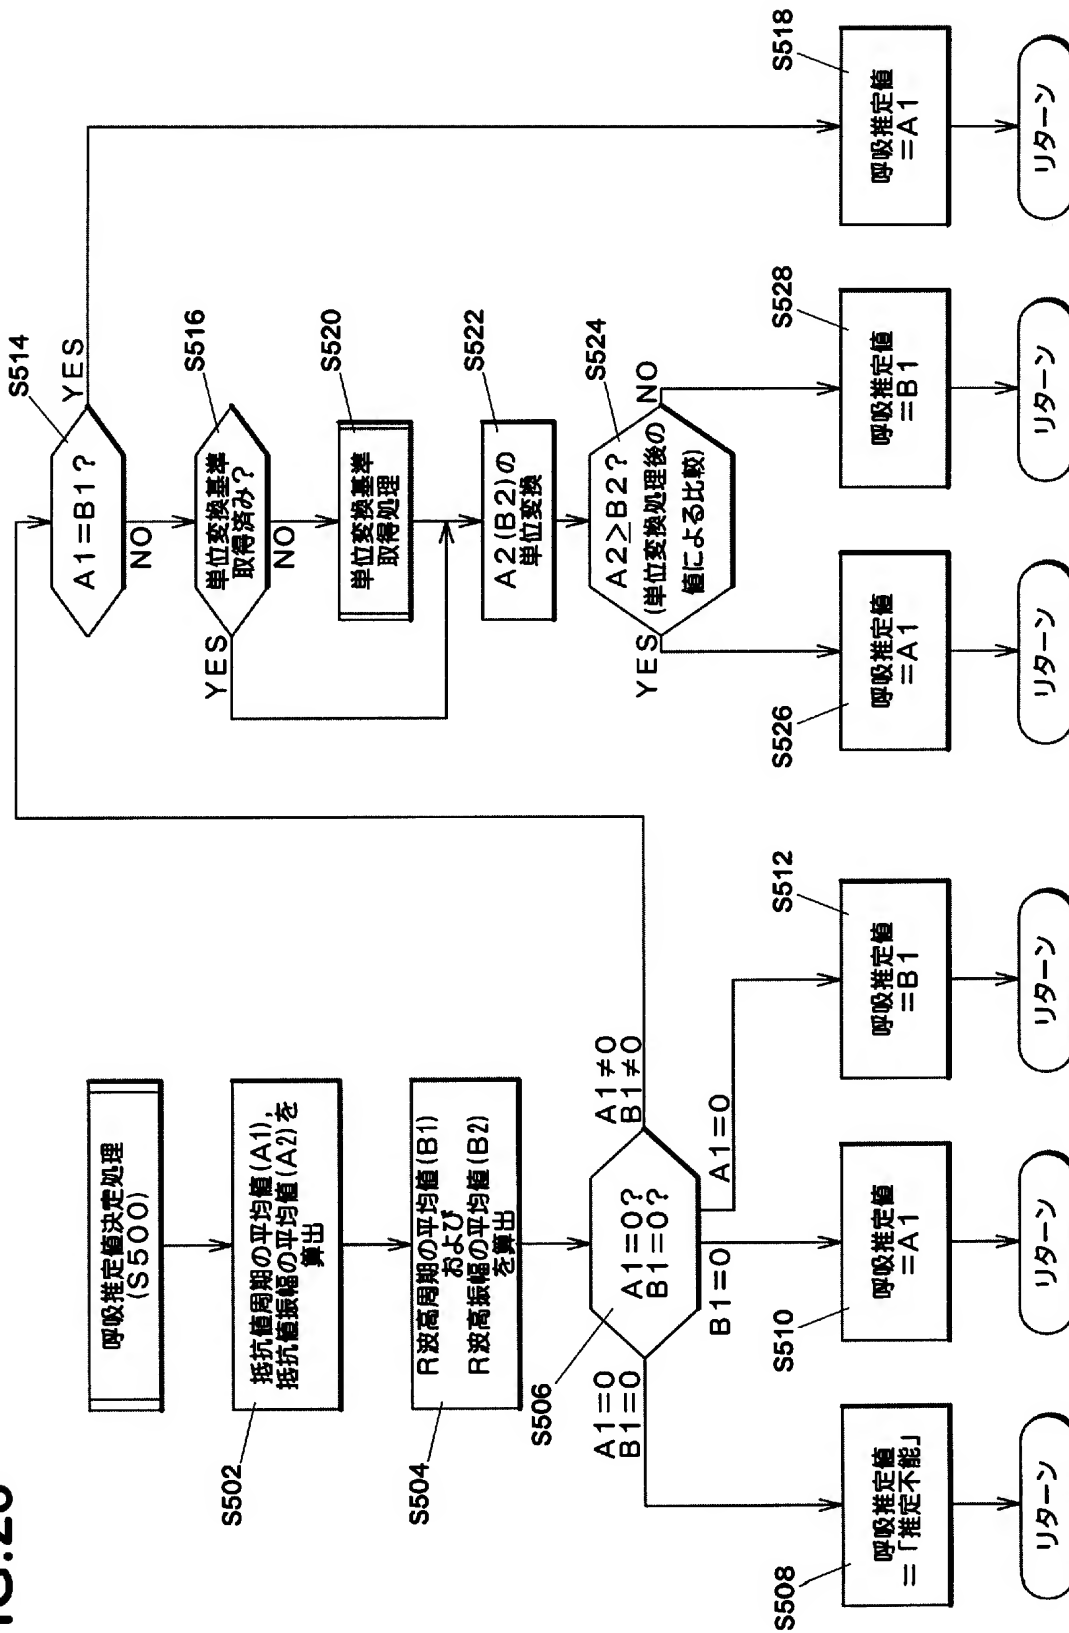 呼吸推定値決定処理
(S500)
S502
抵抗値周期の平均値(A1),
抵抗値振幅の平均値(A2)を
算出
S504
R波高周期の平均値(B1)
および
R波高振幅の平均値(B2)
を算出
S506
A1=0?
B1=0?
A1=0
B1=0
B1=0
A1=0
A1≠0
B1≠0
S508
呼吸推定値
=「推定不能」
リターン
S510
呼吸推定値
=A1
リターン
S512
呼吸推定値
=B1
リターン
S514
A1=B1?
YES
NO
S516
単位変換基準
取得済み?
YES
NO
S520
単位変換基準
取得処理
S522
A2(B2)の
単位変換
S524
A2≧B2?
(単位変換処理後の
値による比較)
YES
NO
S526
呼吸推定値
=A1
リターン
S528
呼吸推定値
=B1
リターン
S518
呼吸推定値
=A1
リターン